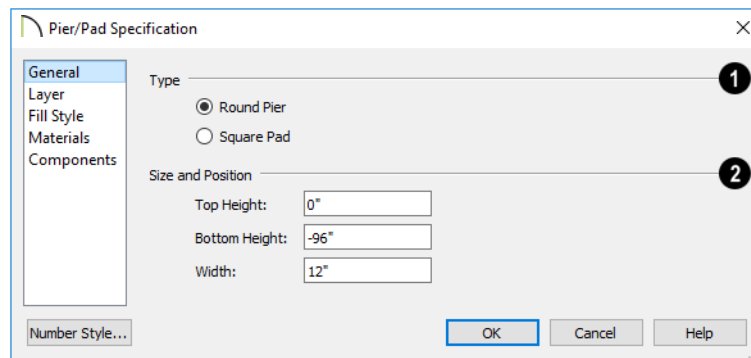 Pier/Pad Specification
General
Layer
Fill Style
Materials
Components
Type
1
Round Pier
Square Pad
Size and Position
2
Top Height: 0"
Bottom Height: -96"
Width: 12"
Number Style...
OK
Cancel
Help